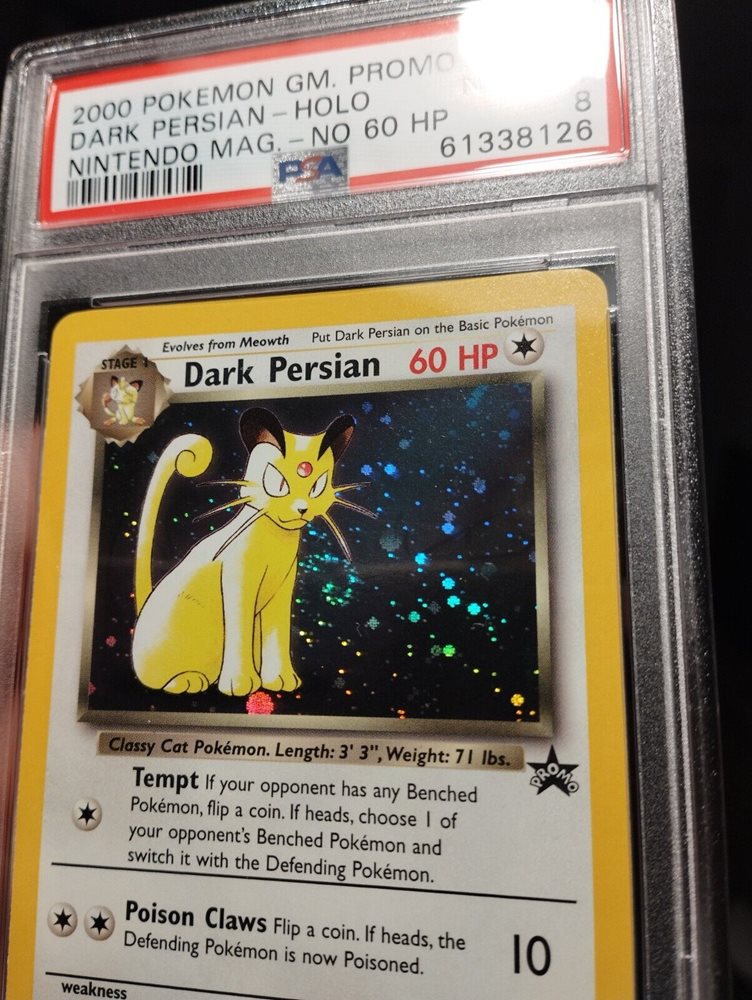 2000 POKEMON GM. PROMO
DARK PERSIAN - HOLO
NINTENDO MAG. - NO 60 HP
8
61338126
PSA
Evolves from Meowth Put Dark Persian on the Basic Pokémon
STAGE 1
Dark Persian 60 HP
Classy Cat Pokémon. Length: 3' 3", Weight: 71 lbs.
PROMO
Tempt If your opponent has any Benched
Pokémon, flip a coin. If heads, choose 1 of
your opponent's Benched Pokémon and
switch it with the Defending Pokémon.
Poison Claws Flip a coin. If heads, the
Defending Pokémon is now Poisoned.
10
weakness